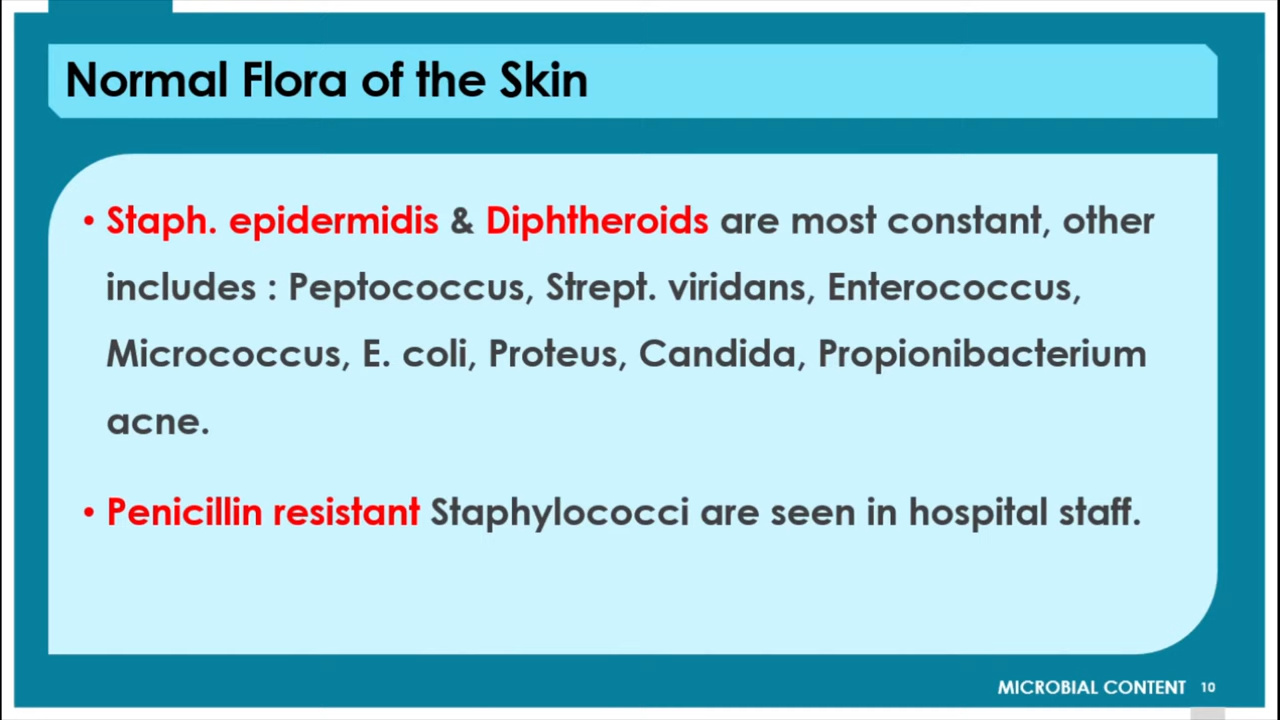 Normal Flora of the Skin
• Staph. epidermidis & Diphtheroids are most constant, other
includes : Peptococcus, Strept. viridans, Enterococcus,
Micrococcus, E. coli, Proteus, Candida, Propionibacterium
acne.
• Penicillin resistant Staphylococci are seen in hospital staff.
MICROBIAL CONTENT 10